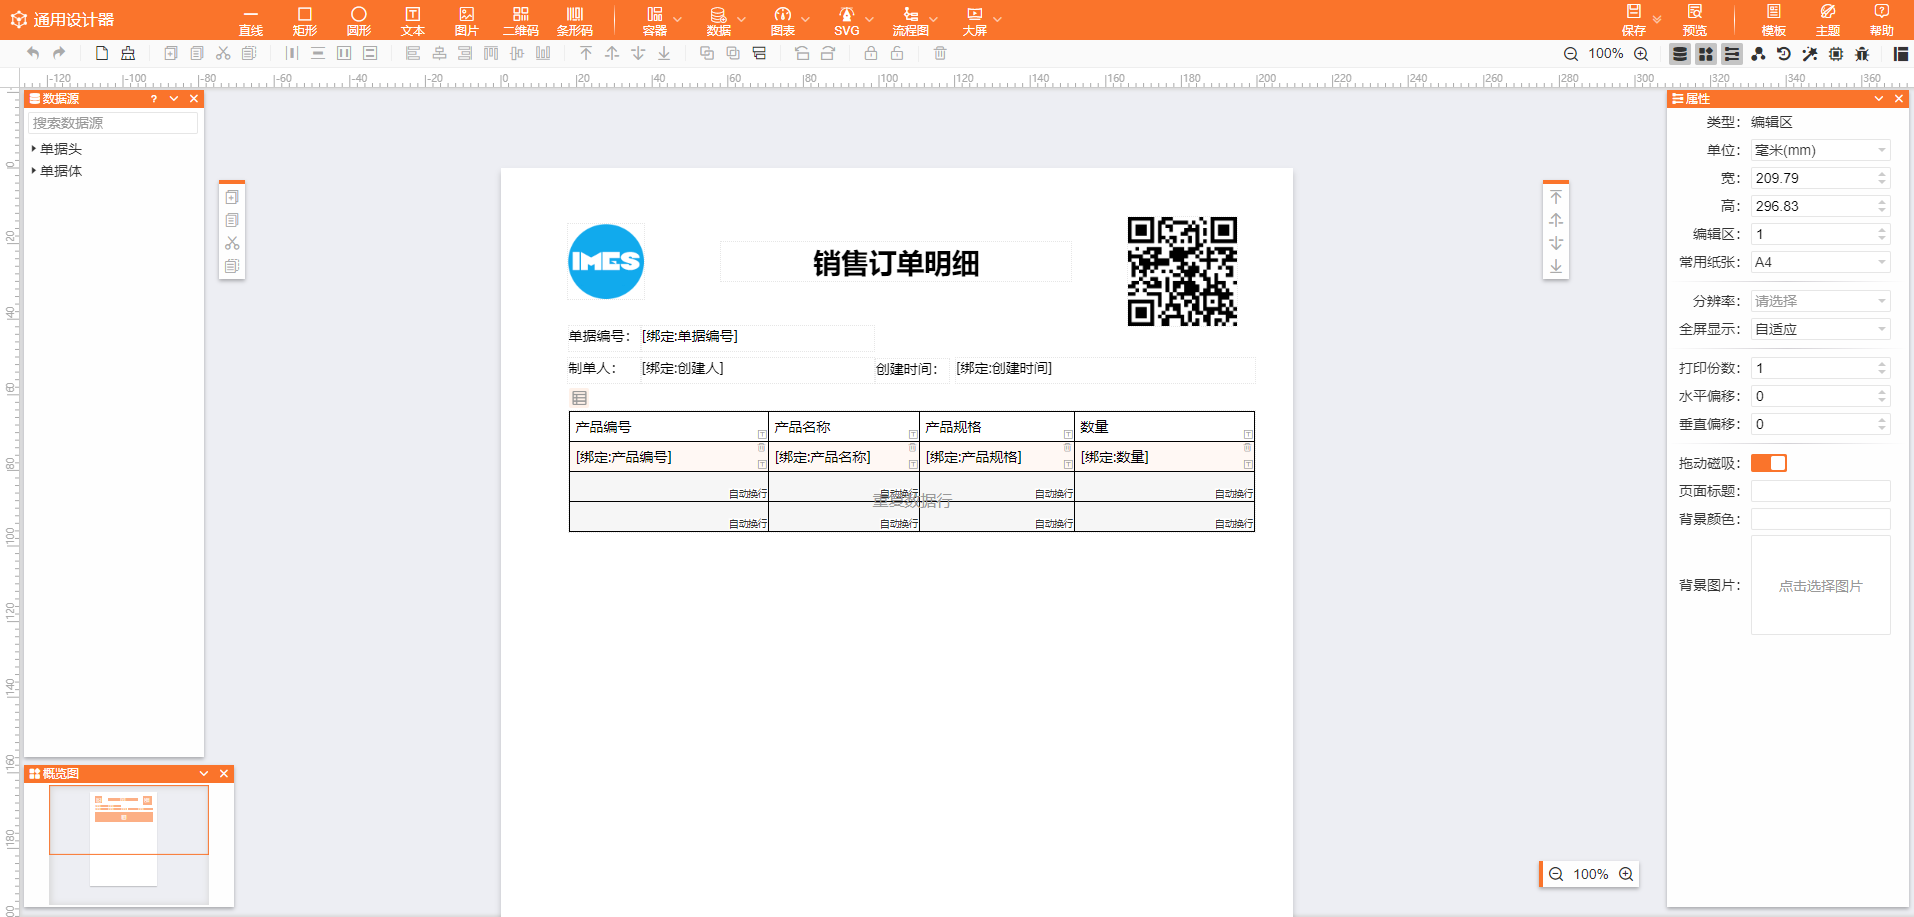 通用设计器
直线 矩形 圆形 文本 图片 二维码 条形码 容器 数据 图表 SVG 流程图 大屏 保存 预览 模板 主题 帮助
100%
-120 -100 -80 -60 -40 -20 0 20 40 60 80 100 120 140 160 180 200 220 240 260 280 300 320 340 360
数据源 ?
搜索数据源
单据头
单据体
0
20
40
60
80
100
120
140
160
180
概览图
IMES
销售订单明细
单据编号： [绑定:单据编号]
制单人： [绑定:创建人] 创建时间： [绑定:创建时间]
产品编号 产品名称 产品规格 数量
[绑定:产品编号] [绑定:产品名称] [绑定:产品规格] [绑定:数量]
自动换行 自动换行 自动换行 自动换行
重复数据行
自动换行 自动换行 自动换行 自动换行
属性
类型： 编辑区
单位： 毫米(mm)
宽： 209.79
高： 296.83
编辑区： 1
常用纸张： A4
分辨率： 请选择
全屏显示： 自适应
打印份数： 1
水平偏移： 0
垂直偏移： 0
拖动磁吸：
页面标题：
背景颜色：
背景图片： 点击选择图片
100%